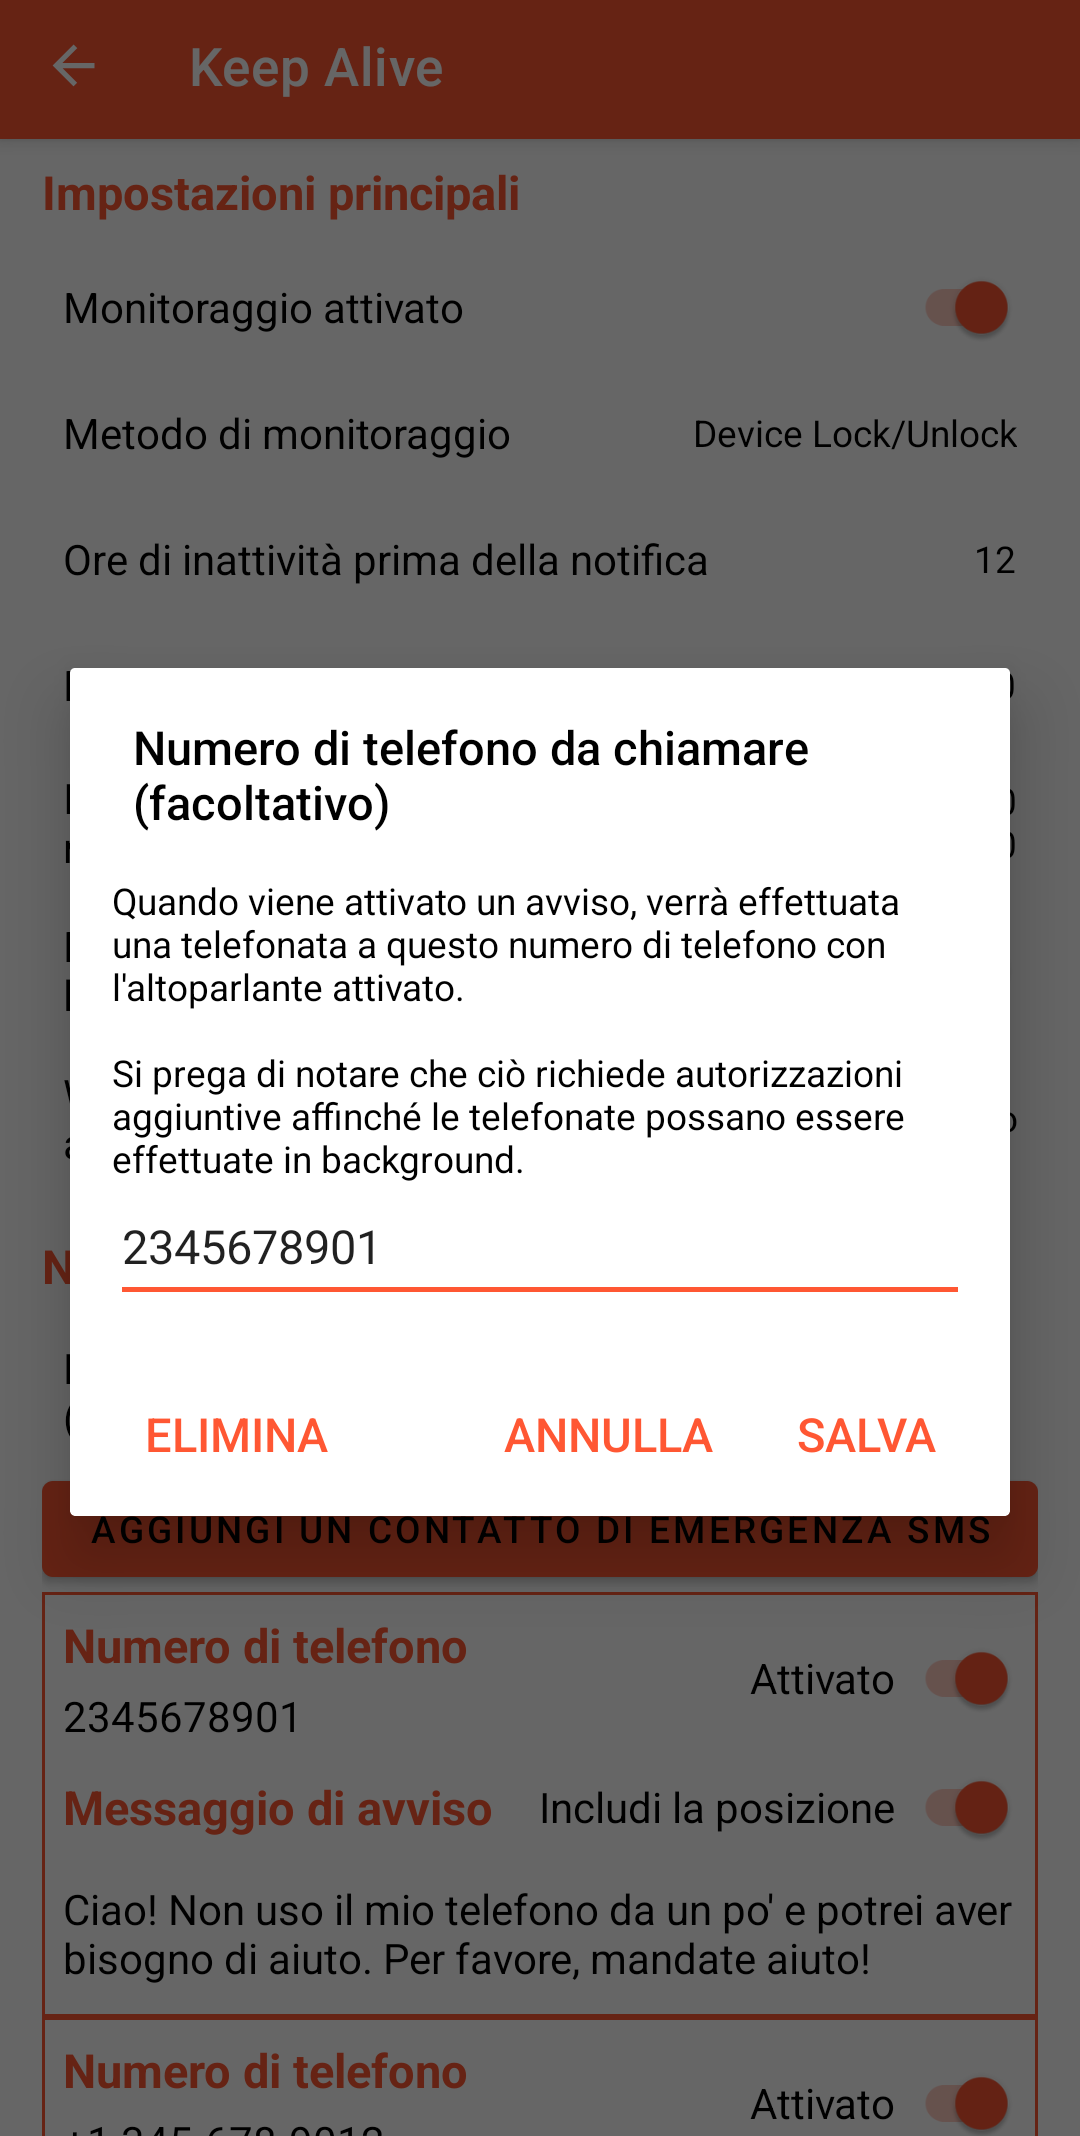 Keep Alive
Impostazioni principali
Monitoraggio attivato
Metodo di monitoraggio Device Lock/Unlock
Ore di inattività prima della notifica 12
Numero di telefono da chiamare
(facoltativo)
Quando viene attivato un avviso, verrà effettuata
una telefonata a questo numero di telefono con
l'altoparlante attivato.
Si prega di notare che ciò richiede autorizzazioni
aggiuntive affinché le telefonate possano essere
effettuate in background.
2345678901
ELIMINA ANNULLA SALVA
AGGIUNGI UN CONTATTO DI EMERGENZA SMS
Numero di telefono
Attivato
2345678901
Messaggio di avviso Includi la posizione
Ciao! Non uso il mio telefono da un po' e potrei aver
bisogno di aiuto. Per favore, mandate aiuto!
Numero di telefono
Attivato